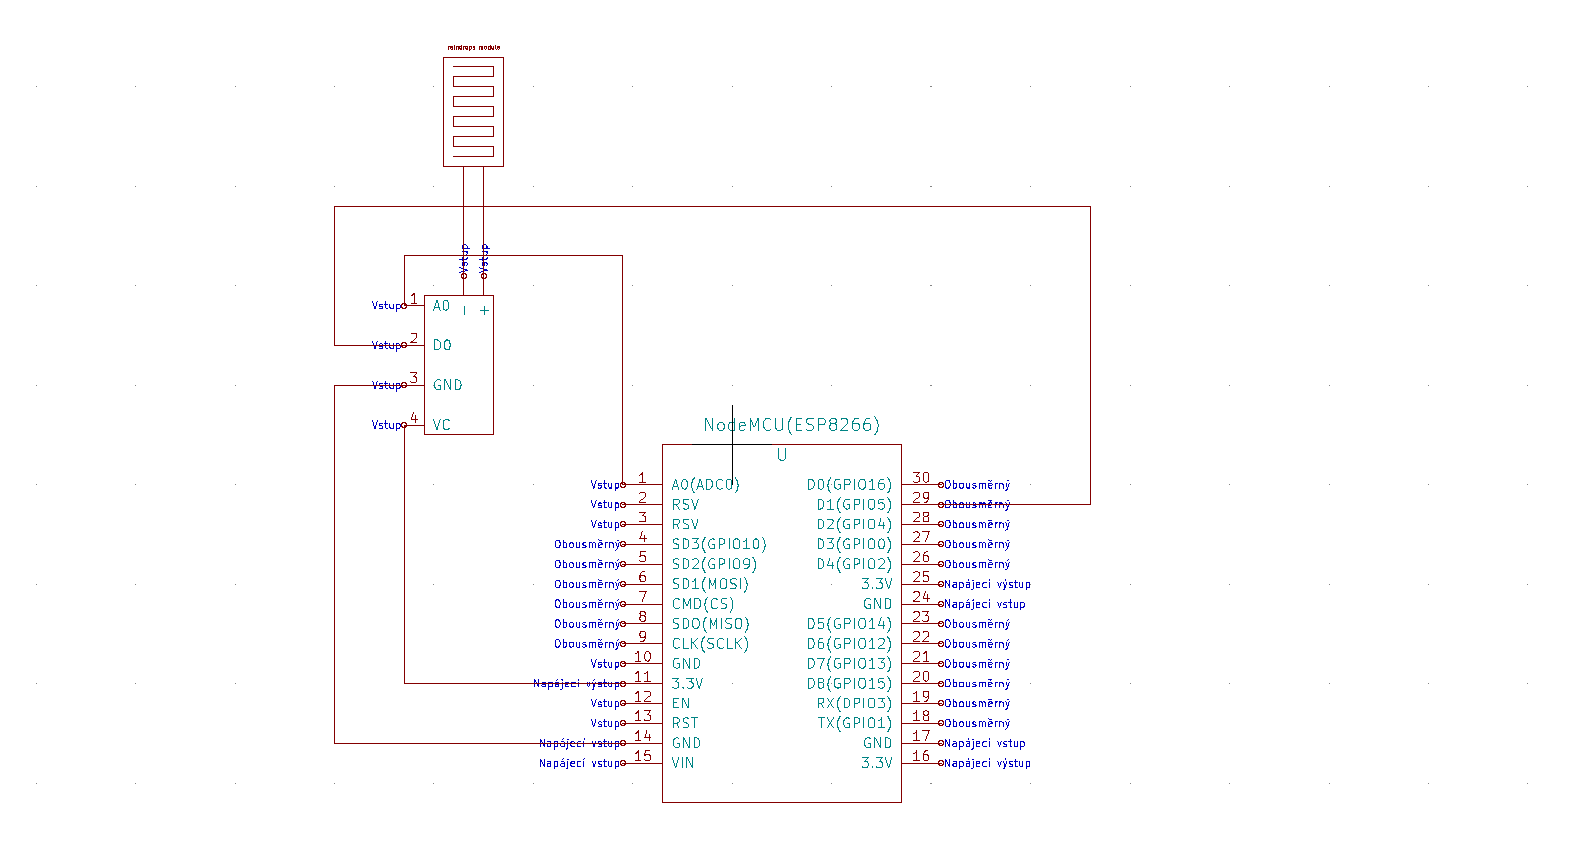 raindrops module
Vstup
Vstup
Vstup 1 A0 - +
Vstup 2 D0
Vstup 3 GND
Vstup 4 VC
NodeMCU(ESP8266)
U
Vstup 1 A0(ADC0) D0(GPIO16) 30 Obousměrný
Vstup 2 RSV D1(GPIO5) 29 Obousměrný
Vstup 3 RSV D2(GPIO4) 28 Obousměrný
Obousměrný 4 SD3(GPIO10) D3(GPIO0) 27 Obousměrný
Obousměrný 5 SD2(GPIO9) D4(GPIO2) 26 Obousměrný
Obousměrný 6 SD1(MOSI) 3.3V 25 Napájecí výstup
Obousměrný 7 CMD(CS) GND 24 Napájecí vstup
Obousměrný 8 SDO(MISO) D5(GPIO14) 23 Obousměrný
Obousměrný 9 CLK(SCLK) D6(GPIO12) 22 Obousměrný
Vstup 10 GND D7(GPIO13) 21 Obousměrný
Napájecí výstup 11 3.3V D8(GPIO15) 20 Obousměrný
Vstup 12 EN RX(DPIO3) 19 Obousměrný
Vstup 13 RST TX(GPIO1) 18 Obousměrný
Napájecí vstup 14 GND GND 17 Napájecí vstup
Napájecí vstup 15 VIN 3.3V 16 Napájecí výstup